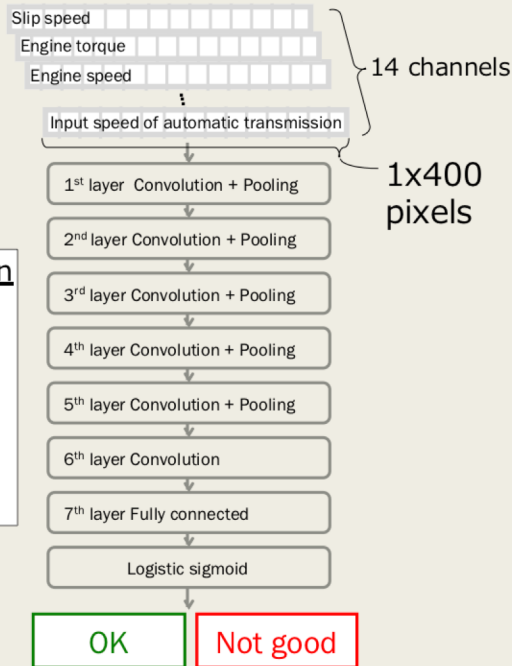 Slip speed
Engine torque
Engine speed
14 channels
Input speed of automatic transmission
1x400
pixels
1st layer Convolution + Pooling
2nd layer Convolution + Pooling
n
3rd layer Convolution + Pooling
4th layer Convolution + Pooling
5th layer Convolution + Pooling
6th layer Convolution
7th layer Fully connected
Logistic sigmoid
OK
Not good